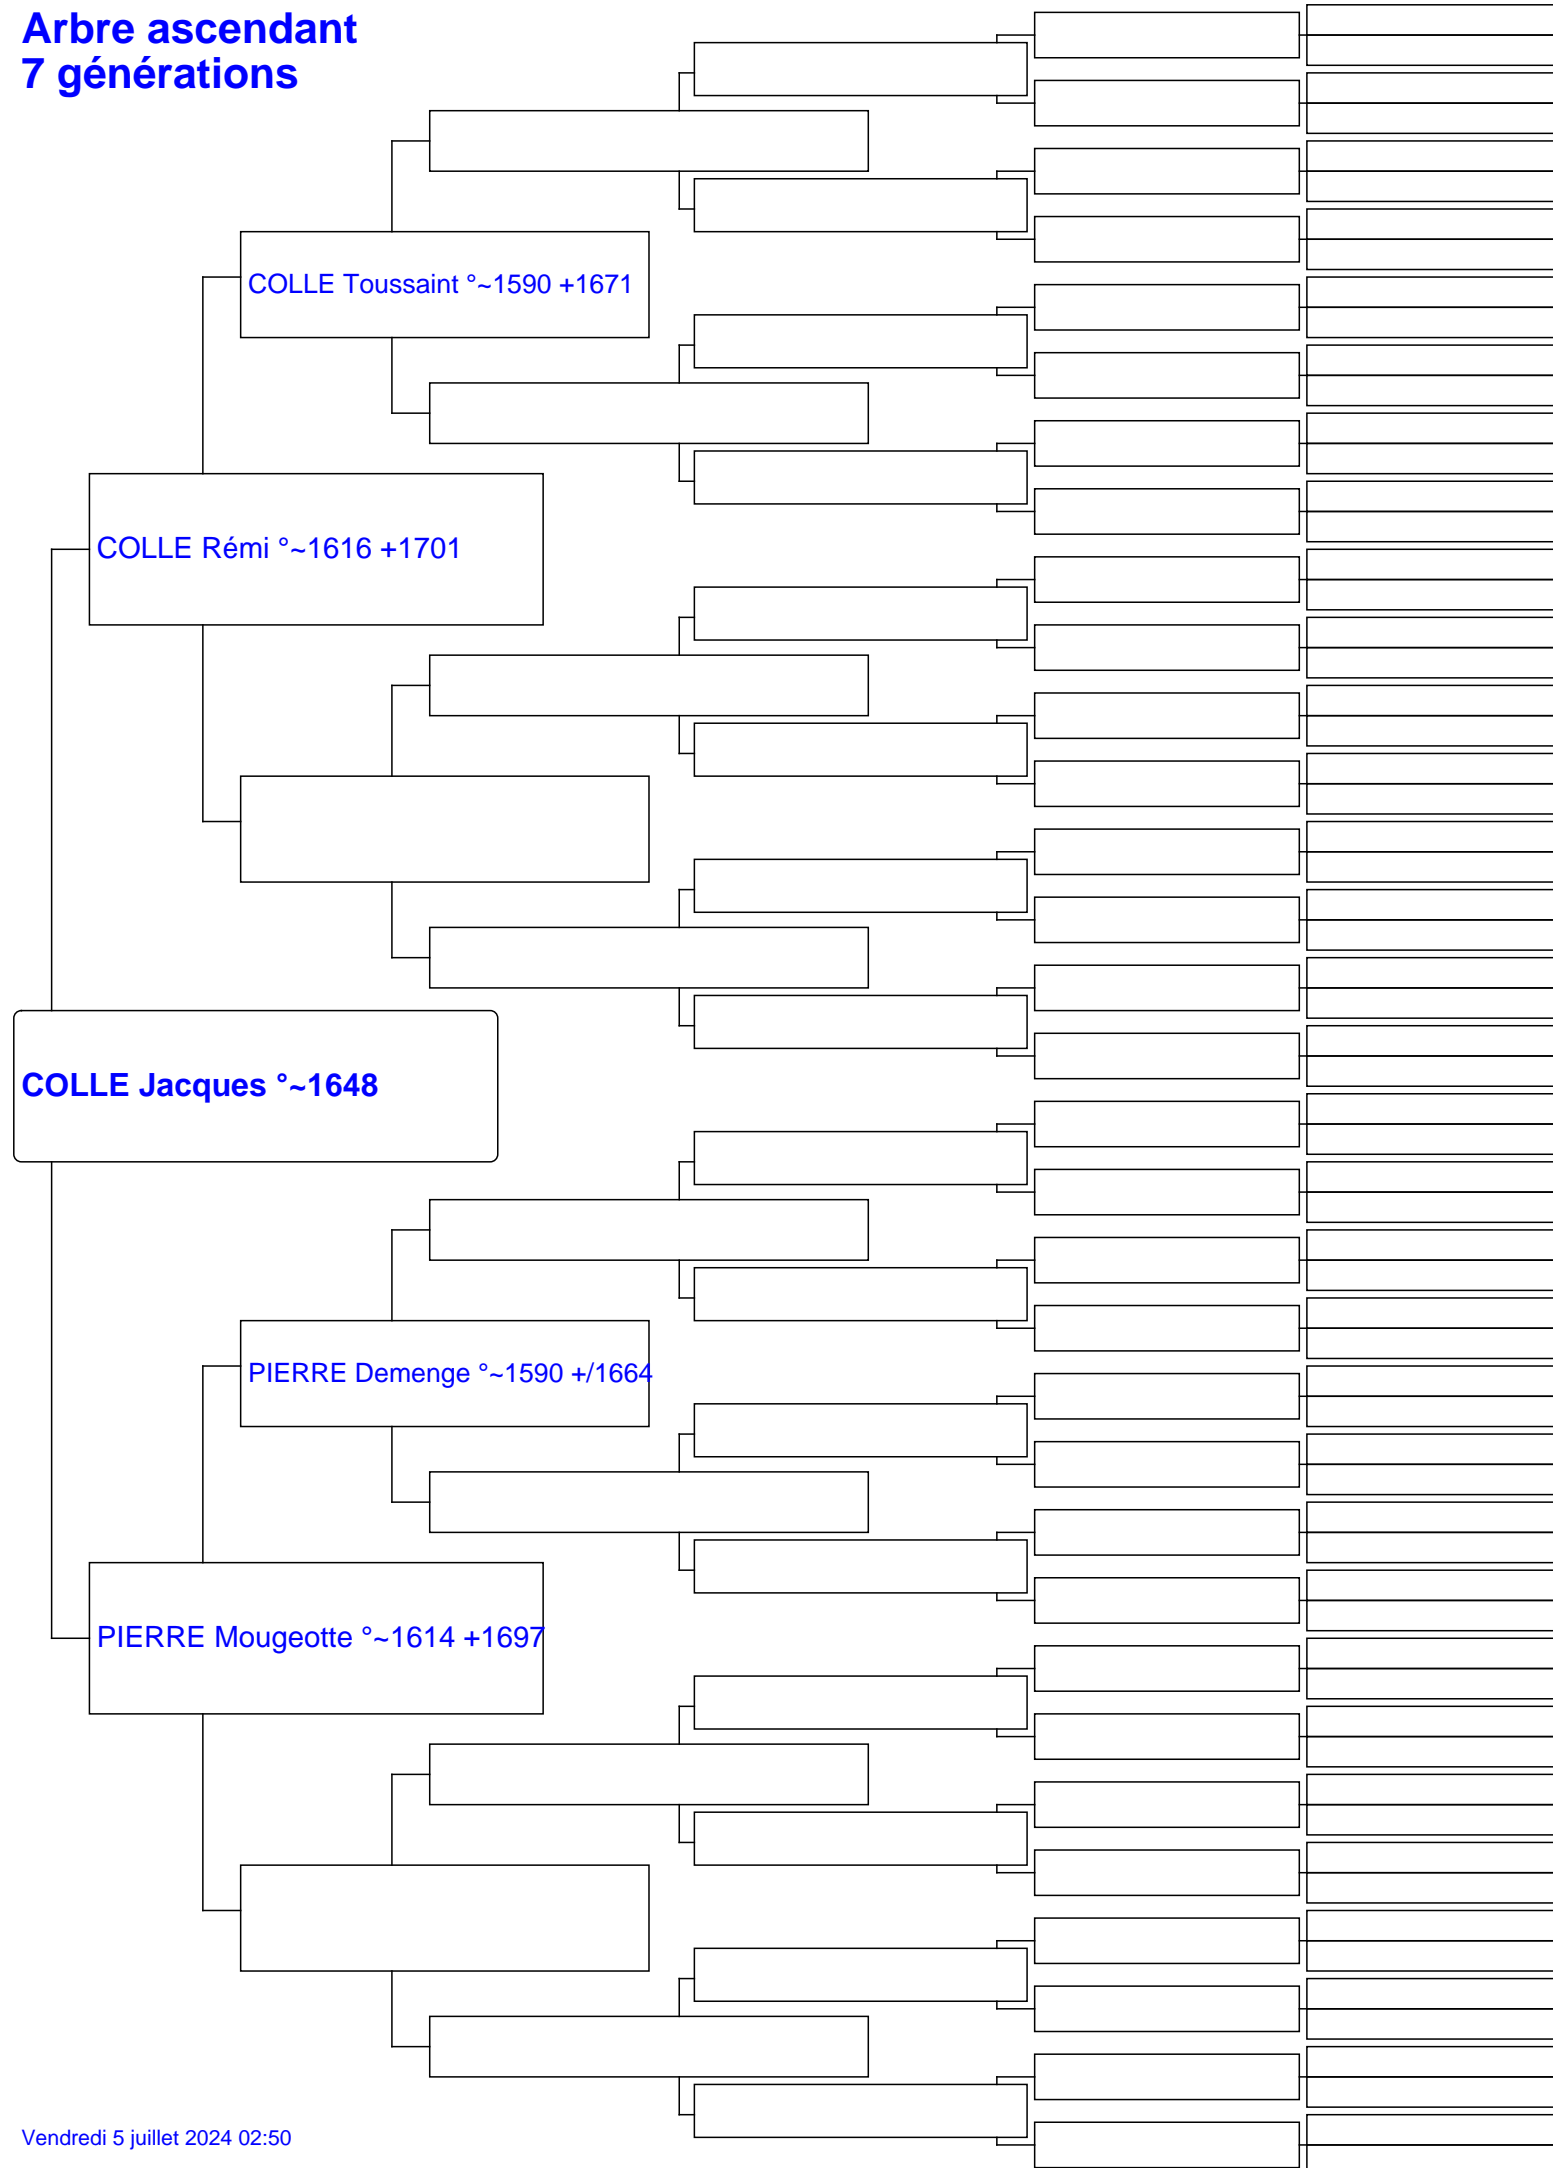 Arbre ascendant
7 générations
COLLE Toussaint °~1590 +1671
COLLE Rémi °~1616 +1701
COLLE Jacques °~1648
PIERRE Demenge °~1590 +/1664
PIERRE Mougeotte °~1614 +1697
Vendredi 5 juillet 2024 02:50